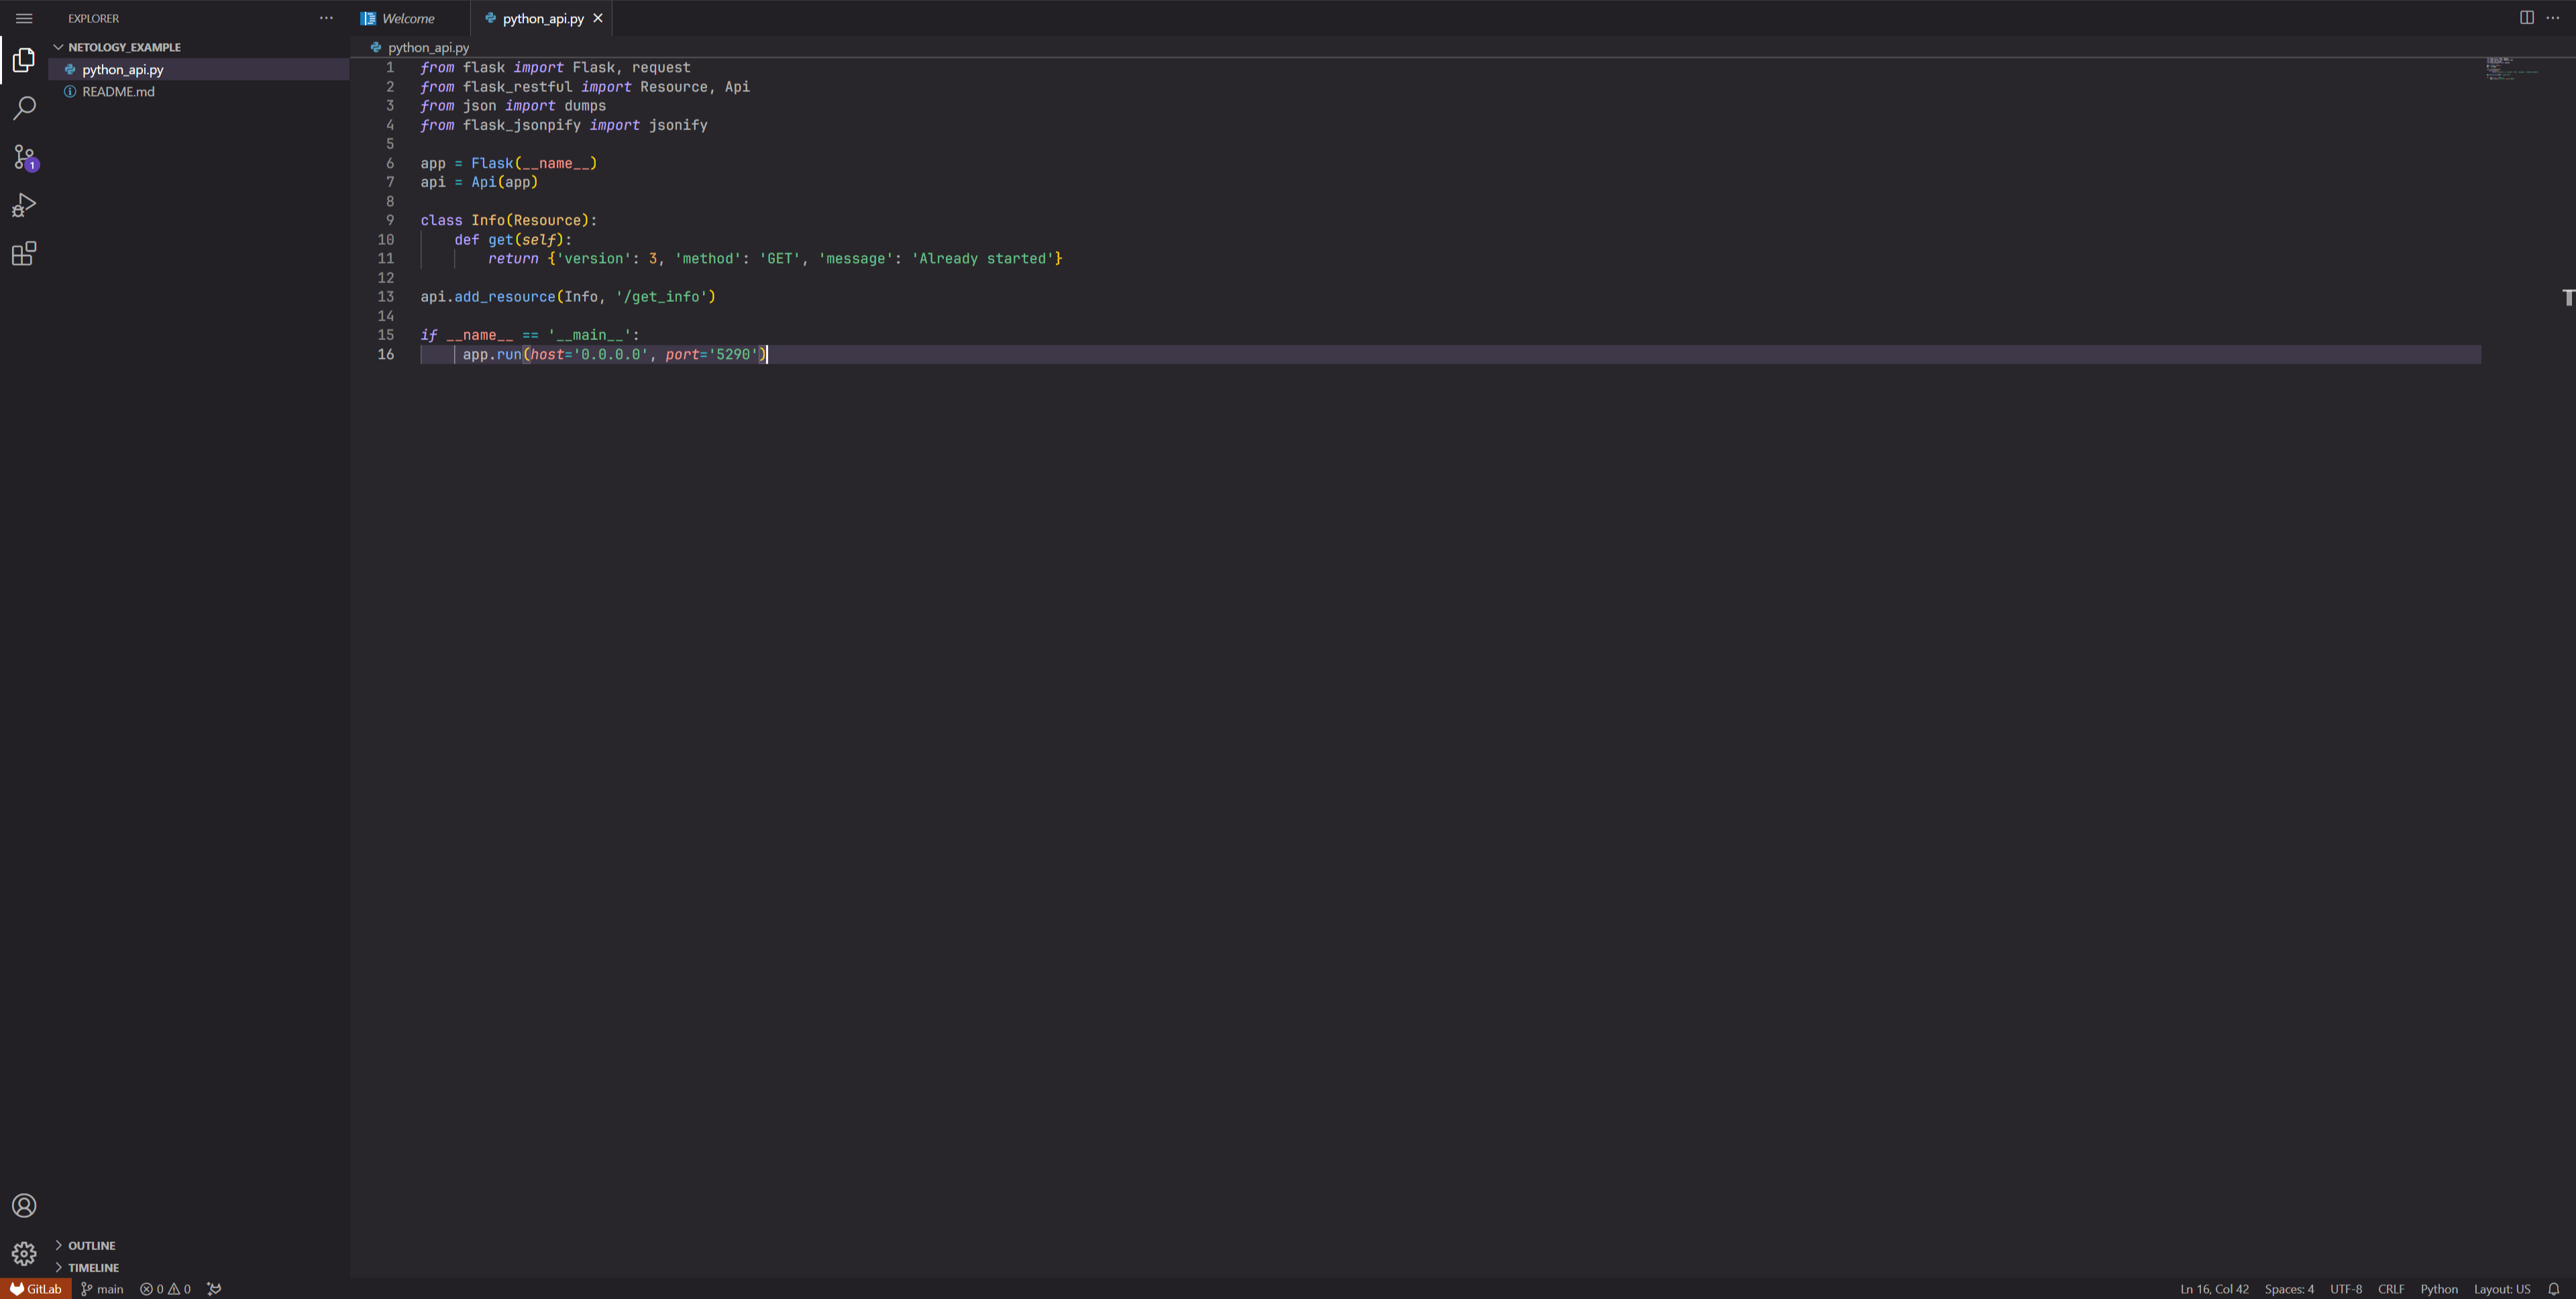 EXPLORER
NETOLOGY_EXAMPLE
python_api.py
README.md
1
OUTLINE
TIMELINE
Welcome
python_api.py
python_api.py
1 from flask import Flask, request
2 from flask_restful import Resource, Api
3 from json import dumps
4 from flask_jsonpify import jsonify
5
6 app = Flask(__name__)
7 api = Api(app)
8
9 class Info(Resource):
10     def get(self):
11         return {'version': 3, 'method': 'GET', 'message': 'Already started'}
12
13 api.add_resource(Info, '/get_info')
14
15 if __name__ == '__main__':
16      app.run(host='0.0.0.0', port='5290')
GitLab main 0 0 Ln 16, Col 42 Spaces: 4 UTF-8 CRLF Python Layout: US